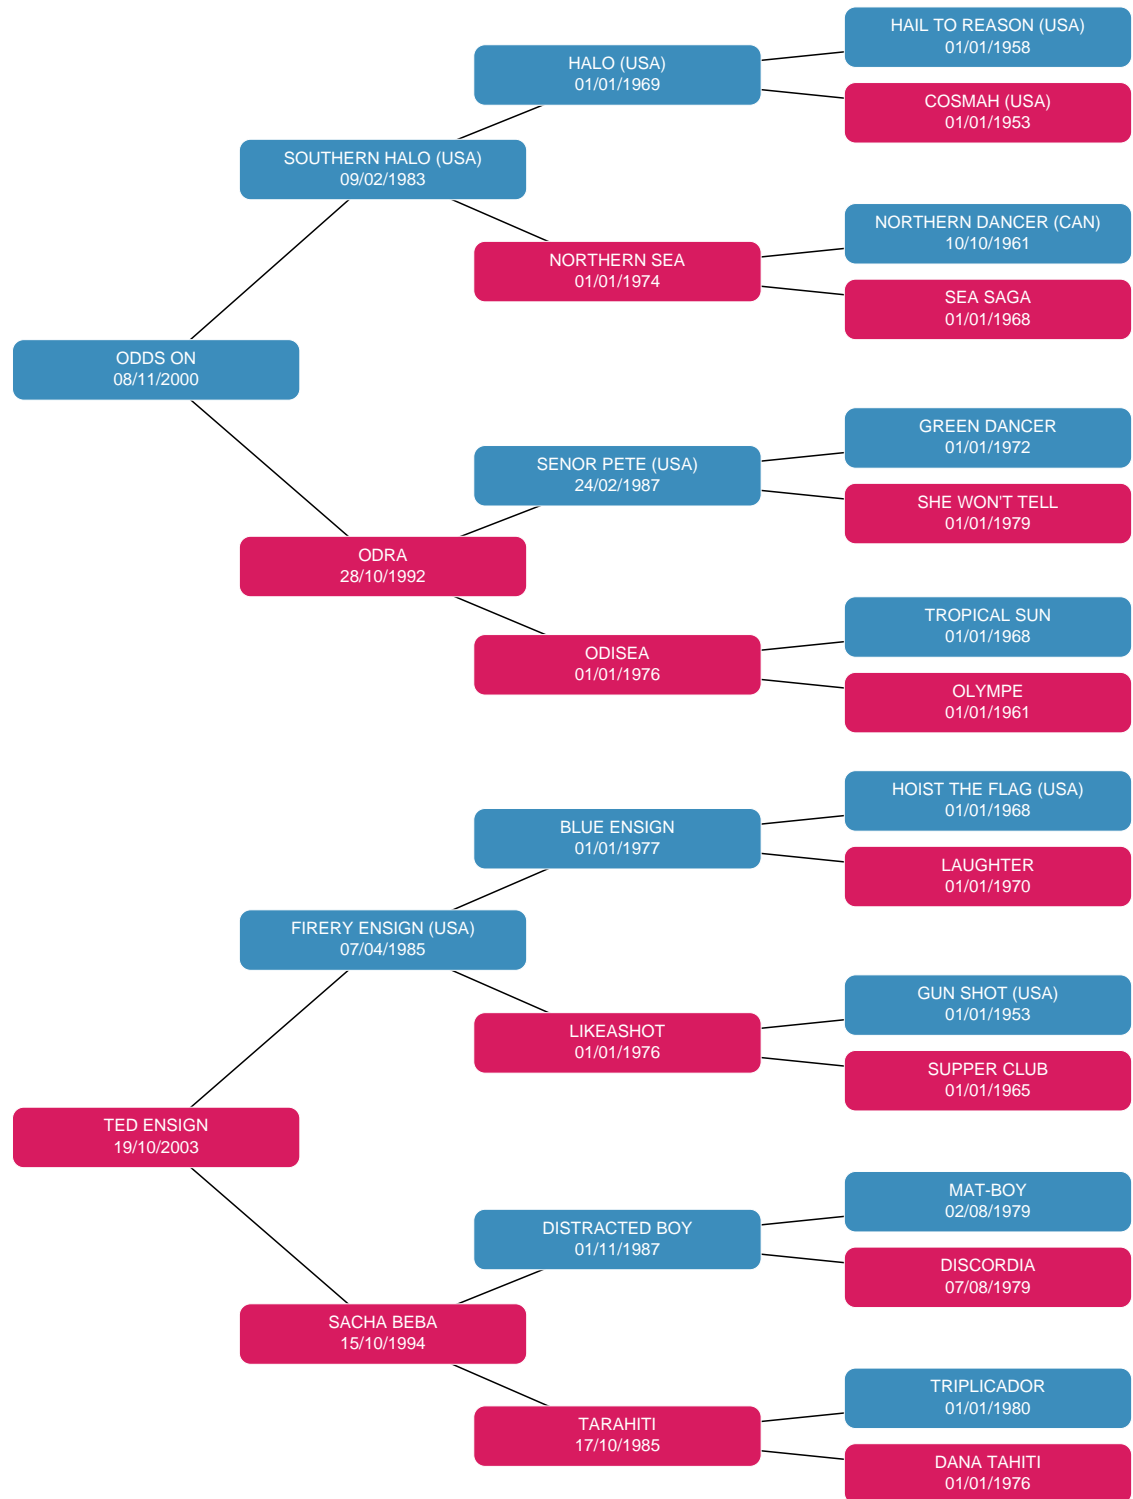 HAIL TO REASON (USA)
01/01/1958
HALO (USA)
01/01/1969
COSMAH (USA)
01/01/1953
SOUTHERN HALO (USA)
09/02/1983
NORTHERN DANCER (CAN)
10/10/1961
NORTHERN SEA
01/01/1974
SEA SAGA
01/01/1968
ODDS ON
08/11/2000
GREEN DANCER
01/01/1972
SENOR PETE (USA)
24/02/1987
SHE WON'T TELL
01/01/1979
ODRA
28/10/1992
TROPICAL SUN
01/01/1968
ODISEA
01/01/1976
OLYMPE
01/01/1961
HOIST THE FLAG (USA)
01/01/1968
BLUE ENSIGN
01/01/1977
LAUGHTER
01/01/1970
FIRERY ENSIGN (USA)
07/04/1985
GUN SHOT (USA)
01/01/1953
LIKEASHOT
01/01/1976
SUPPER CLUB
01/01/1965
TED ENSIGN
19/10/2003
MAT-BOY
02/08/1979
DISTRACTED BOY
01/11/1987
DISCORDIA
07/08/1979
SACHA BEBA
15/10/1994
TRIPLICADOR
01/01/1980
TARAHITI
17/10/1985
DANA TAHITI
01/01/1976